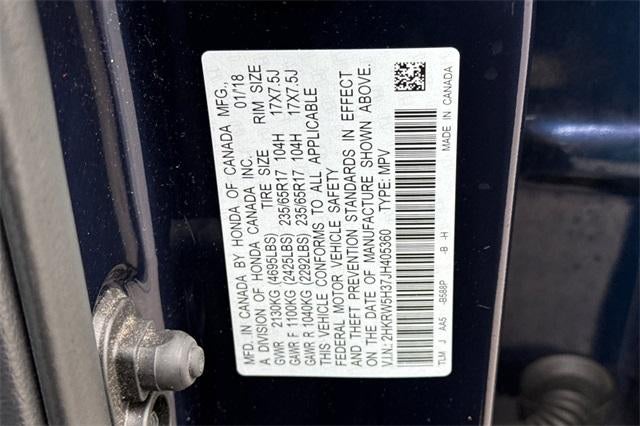 MFD. IN CANADA BY HONDA OF CANADA MFG.,
A DIVISION OF HONDA CANADA INC. 01/18
TIRE SIZE RIM SIZE
GVWR 2130KG (4695LBS)
GAWR F 1100KG (2425LBS) 235/65R17 104H 17X7.5J
GAWR R 1040KG (2292LBS) 235/65R17 104H 17X7.5J
THIS VEHICLE CONFORMS TO ALL APPLICABLE
FEDERAL MOTOR VEHICLE SAFETY
AND THEFT PREVENTION STANDARDS IN EFFECT
ON THE DATE OF MANUFACTURE SHOWN ABOVE.
V.I.N.: 2HKRW5H37JH405360 TYPE: MPV
TLM J AA5 -B588P -B -H MADE IN CANADA